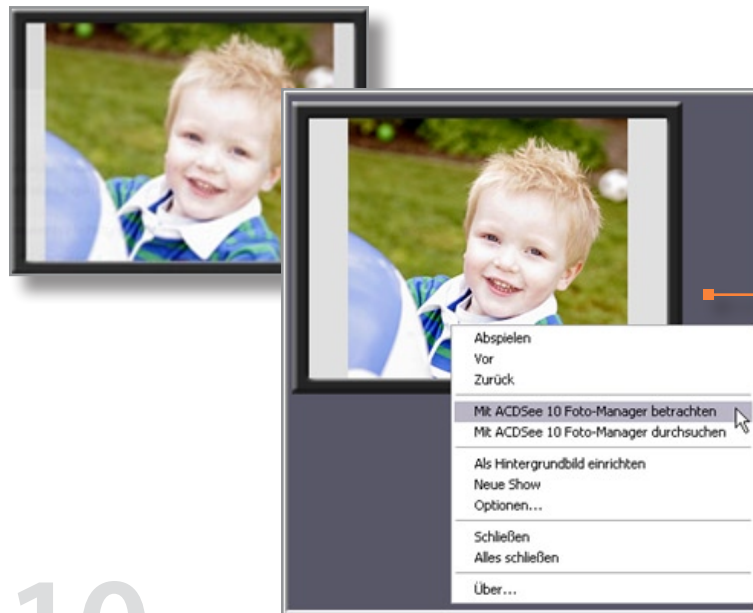 Abspielen
Vor
Zurück
Mit ACDSee 10 Foto-Manager betrachten
Mit ACDSee 10 Foto-Manager durchsuchen
Als Hintergrundbild einrichten
Neue Show
Optionen...
Schließen
Alles schließen
Über...
10